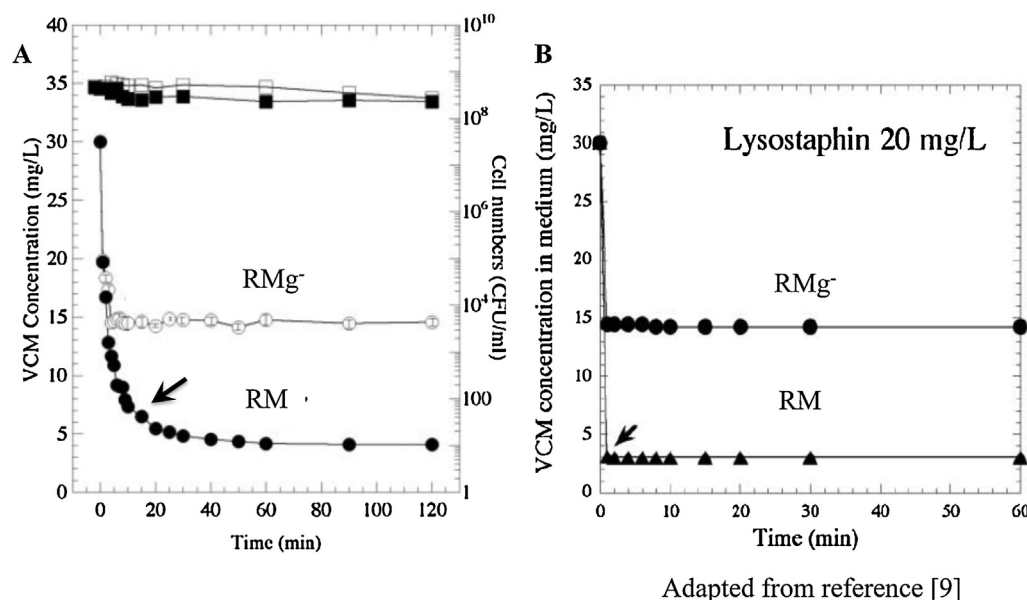 A
VCM Concentration (mg/L)
40
35
30
25
20
15
10
5
0
RMg-
RM
0 20 40 60 80 100 120
Time (min)
10^10
10^8
10^6
10^4
100
1
Cell numbers (CFU/ml)
B
VCM concentration in medium (mg/L)
35
30
25
20
15
10
5
0
Lysostaphin 20 mg/L
RMg-
RM
0 10 20 30 40 50 60
Time (min)
Adapted from reference [9]